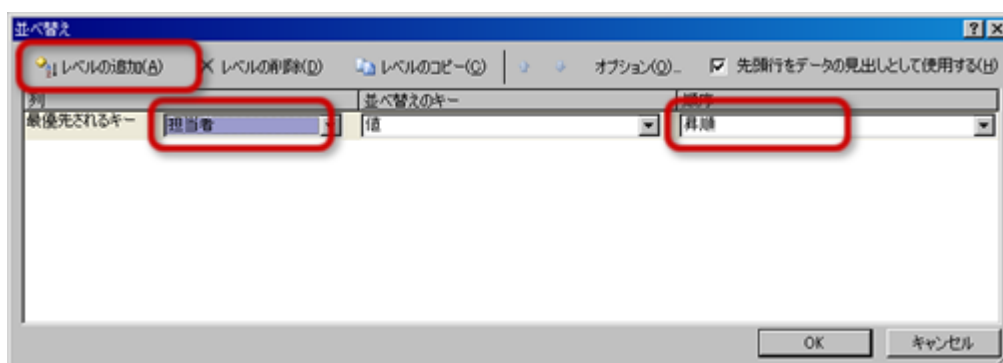 並べ替え
レベルの追加(A) レベルの削除(D) レベルのコピー(C) オプション(O)... 先頭行をデータの見出しとして使用する(H)
列 並べ替えのキー 順序
最優先されるキー 担当者 値 昇順
OK キャンセル